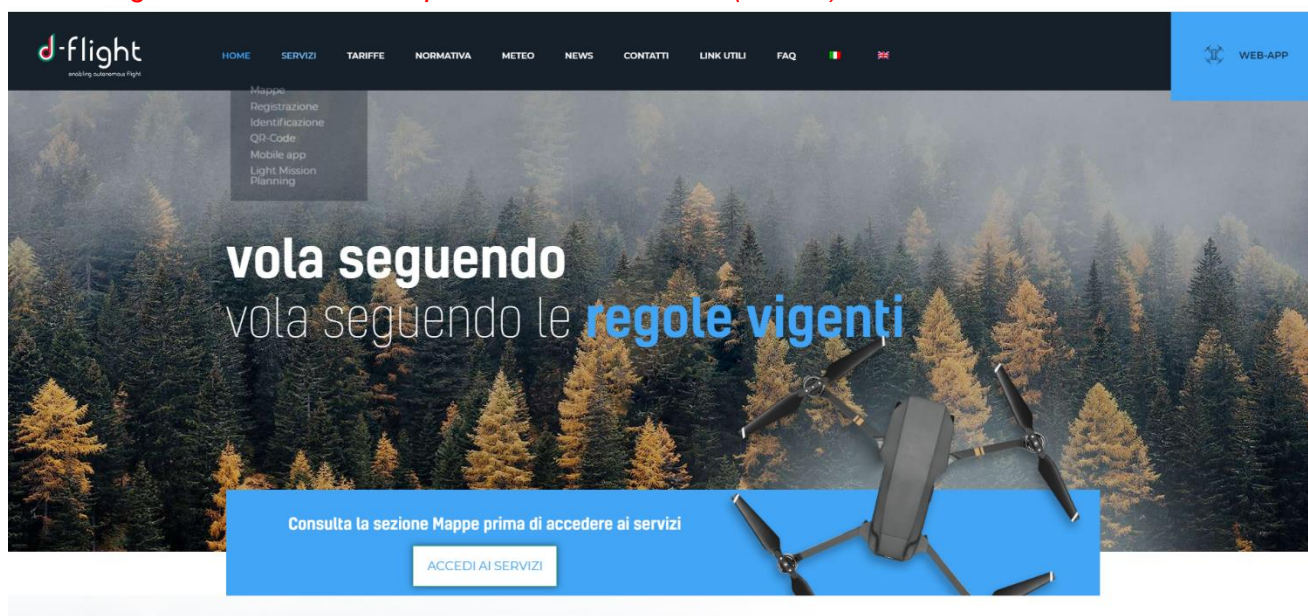 d-flight
enabling autonomous flight
HOME SERVIZI TARIFFE NORMATIVA METEO NEWS CONTATTI LINK UTILI FAQ
WEB-APP
Mappe
Registrazione
Identificazione
QR-Code
Mobile app
Light Mission
Planning
vola seguendo
vola seguendo le regole vigenti
Consulta la sezione Mappe prima di accedere ai servizi
ACCEDI AI SERVIZI